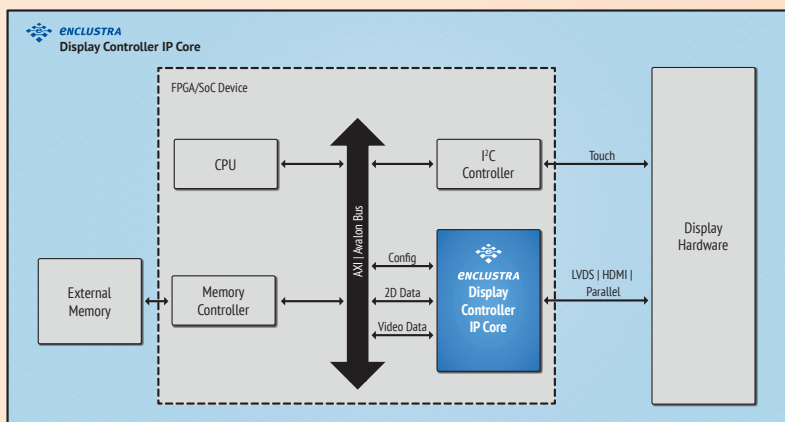 ENCLUSTRA
Display Controller IP Core
FPGA/SoC Device
CPU
I²C
Controller
Touch
Display
Hardware
AXI | Avalon Bus
External
Memory
Memory
Controller
Config
2D Data
Video Data
ENCLUSTRA
Display
Controller
IP Core
LVDS | HDMI |
Parallel